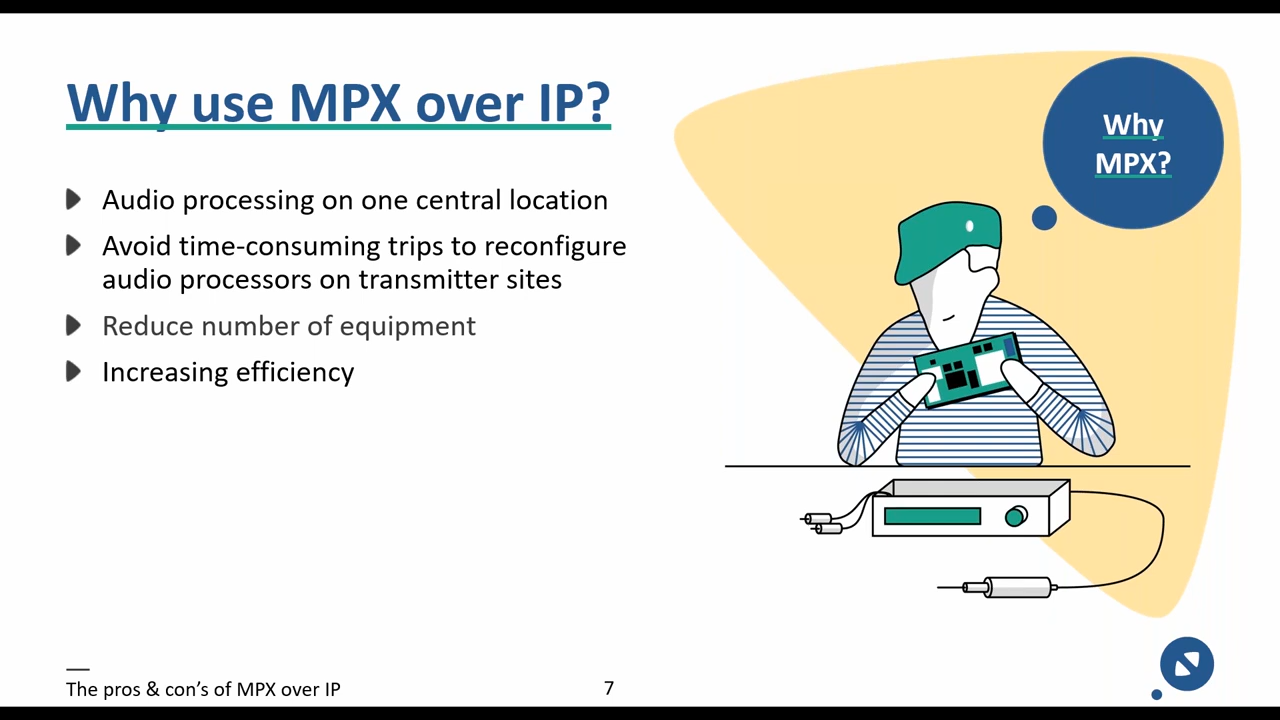 Why use MPX over IP?
Why
MPX?
Audio processing on one central location
Avoid time-consuming trips to reconfigure
audio processors on transmitter sites
Reduce number of equipment
Increasing efficiency
The pros & con's of MPX over IP
7